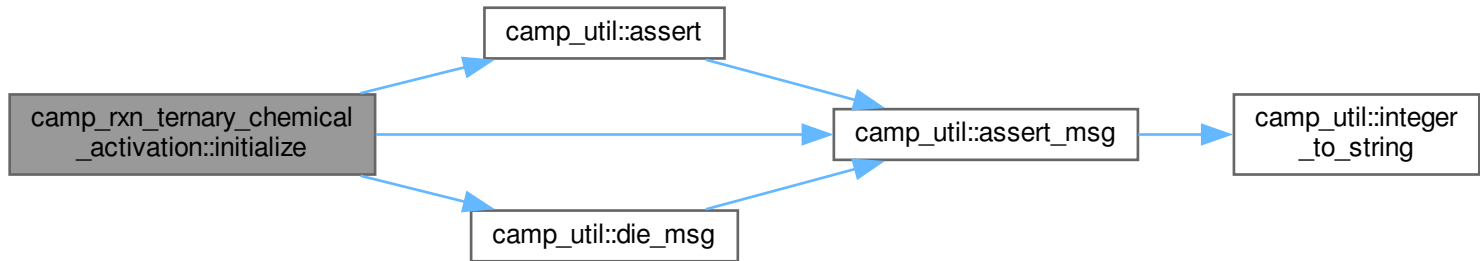 camp_rxn_ternary_chemical
_activation::initialize
camp_util::assert
camp_util::die_msg
camp_util::assert_msg
camp_util::integer
_to_string